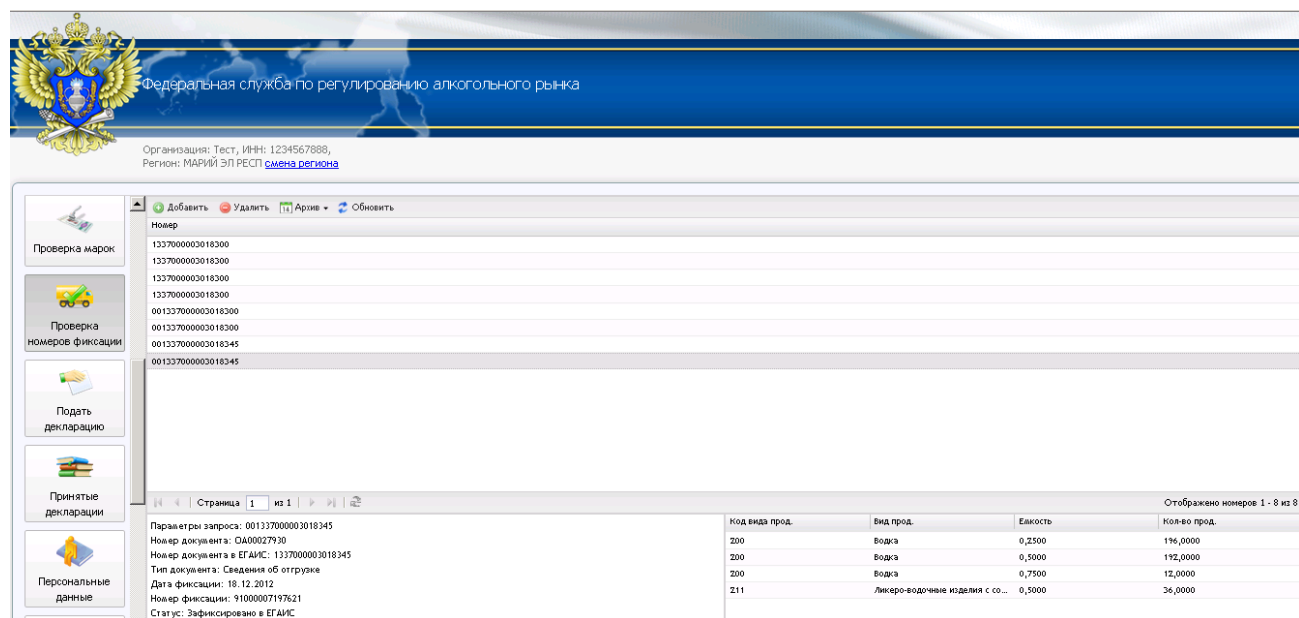 Федеральная служба по регулированию алкогольного рынка
Организация: Тест, ИНН: 1234567888,
Регион: МАРИЙ ЭЛ РЕСП смена региона
Проверка марок
Проверка
номеров фиксации
Подать
декларацию
Принятые
декларации
Персональные
данные
Добавить Удалить Архив Обновить
Номер
1337000003018300
1337000003018300
1337000003018300
1337000003018300
001337000003018300
001337000003018300
001337000003018345
001337000003018345
Страница 1 из 1
Отображено номеров 1 - 8 из 8
Параметры запроса: 001337000003018345
Номер документа: ОА00027930
Номер документа в ЕГАИС: 1337000003018345
Тип документа: Сведения об отгрузке
Дата фиксации: 18.12.2012
Номер фиксации: 91000007197621
Статус: Зафиксировано в ЕГАИС
Код вида прод. Вид прод. Емкость Кол-во прод.
200 Водка 0,2500 196,0000
200 Водка 0,5000 192,0000
200 Водка 0,7500 12,0000
211 Ликеро-водочные изделия с со... 0,5000 36,0000